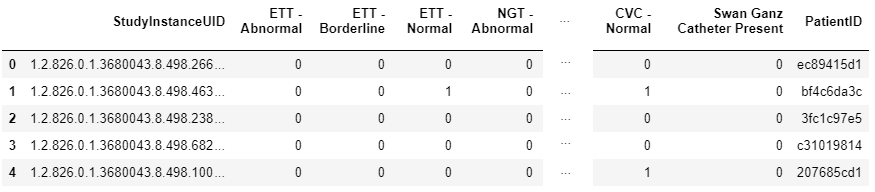 StudyInstanceUID ETT - Abnormal ETT - Borderline ETT - Normal NGT - Abnormal ... CVC - Normal Swan Ganz Catheter Present PatientID
0 1.2.826.0.1.3680043.8.498.266... 0 0 0 0 ... 0 0 ec89415d1
1 1.2.826.0.1.3680043.8.498.463... 0 0 1 0 ... 1 0 bf4c6da3c
2 1.2.826.0.1.3680043.8.498.238... 0 0 0 0 ... 0 0 3fc1c97e5
3 1.2.826.0.1.3680043.8.498.682... 0 0 0 0 ... 0 0 c31019814
4 1.2.826.0.1.3680043.8.498.100... 0 0 0 0 ... 1 0 207685cd1